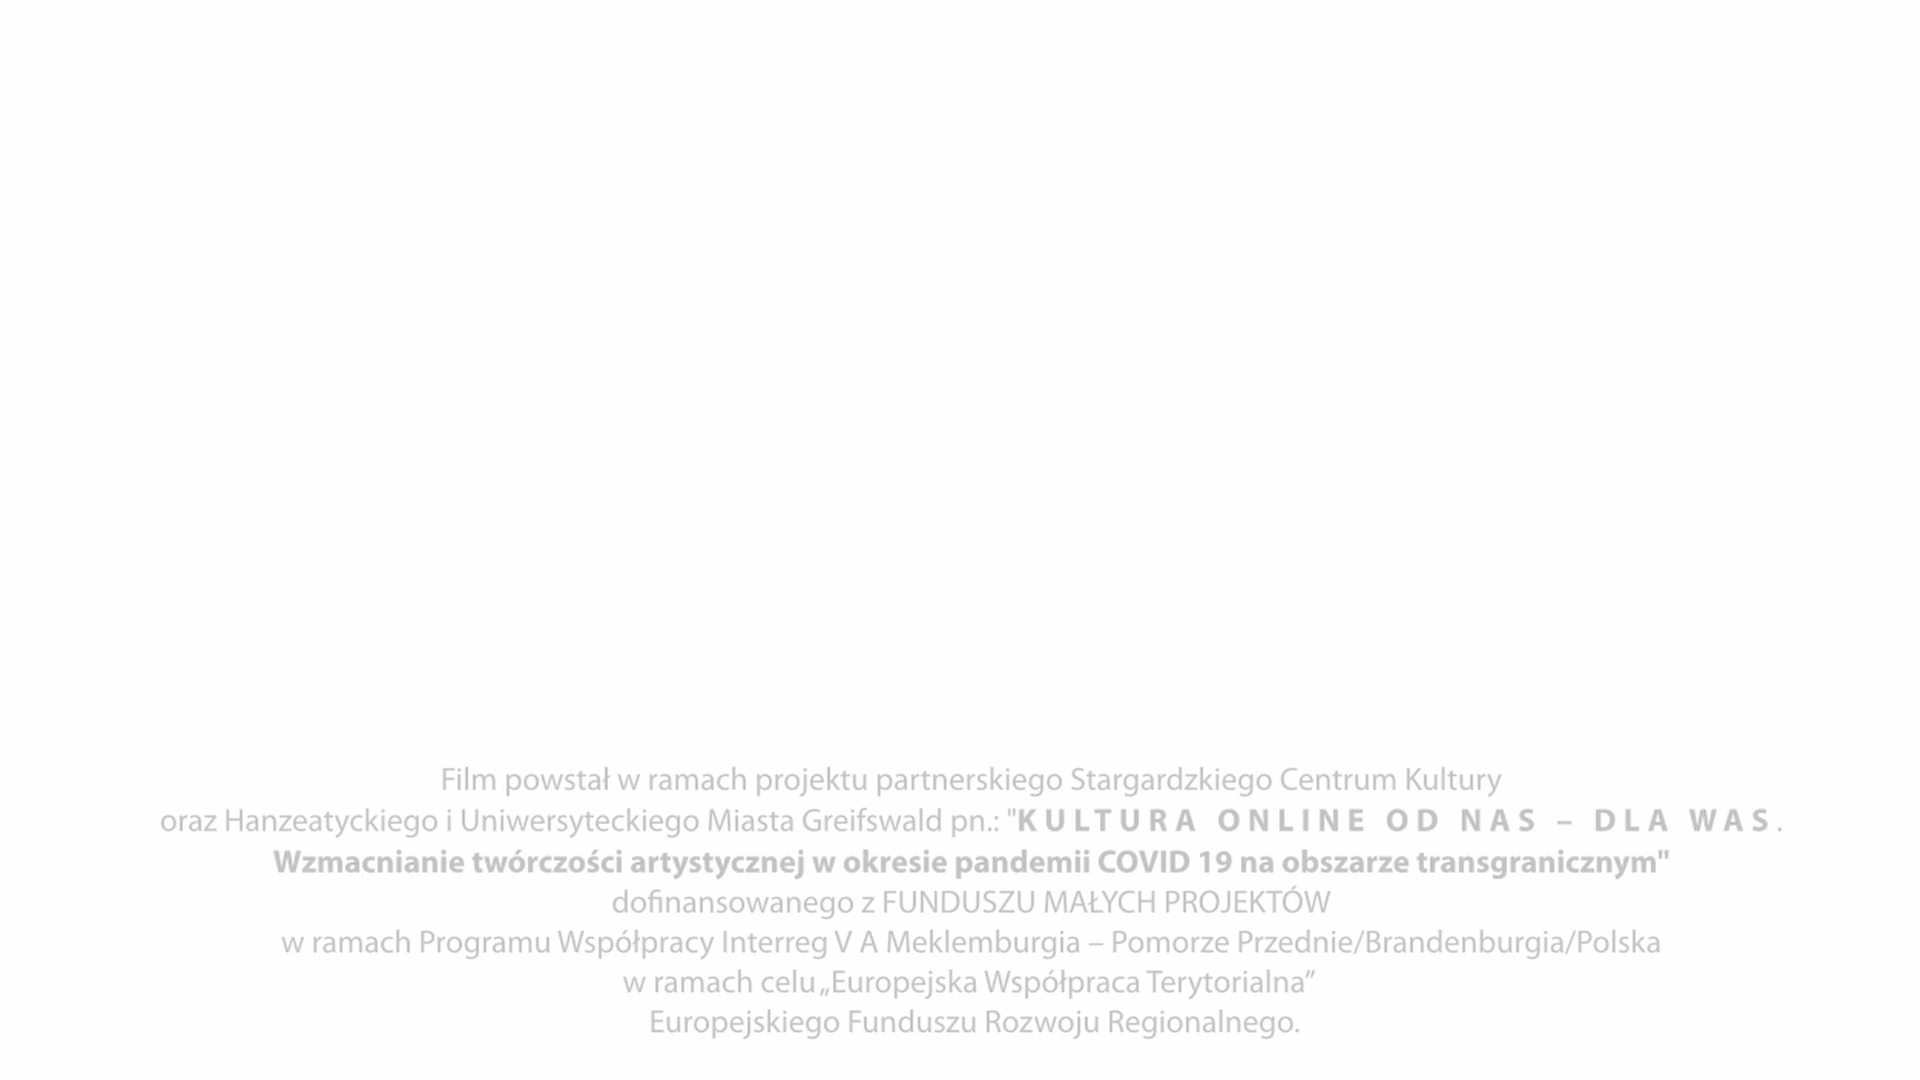 Film powstał w ramach projektu partnerskiego Stargardzkiego Centrum Kultury
oraz Hanzeatyckiego i Uniwersyteckiego Miasta Greifswald pn.: "KULTURA ONLINE OD NAS – DLA WAS.
Wzmacnianie twórczości artystycznej w okresie pandemii COVID 19 na obszarze transgranicznym"
dofinansowanego z FUNDUSZU MAŁYCH PROJEKTÓW
w ramach Programu Współpracy Interreg V A Meklemburgia – Pomorze Przednie/Brandenburgia/Polska
w ramach celu „Europejska Współpraca Terytorialna”
Europejskiego Funduszu Rozwoju Regionalnego.